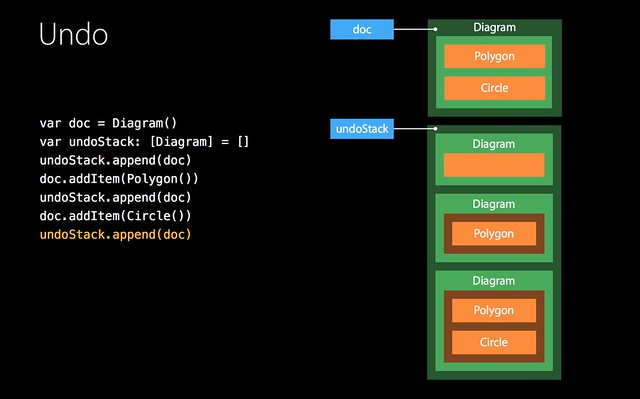 Undo
var doc = Diagram()
var undoStack: [Diagram] = []
undoStack.append(doc)
doc.addItem(Polygon())
undoStack.append(doc)
doc.addItem(Circle())
undoStack.append(doc)
doc
Diagram
Polygon
Circle
undoStack
Diagram
Diagram
Polygon
Diagram
Polygon
Circle